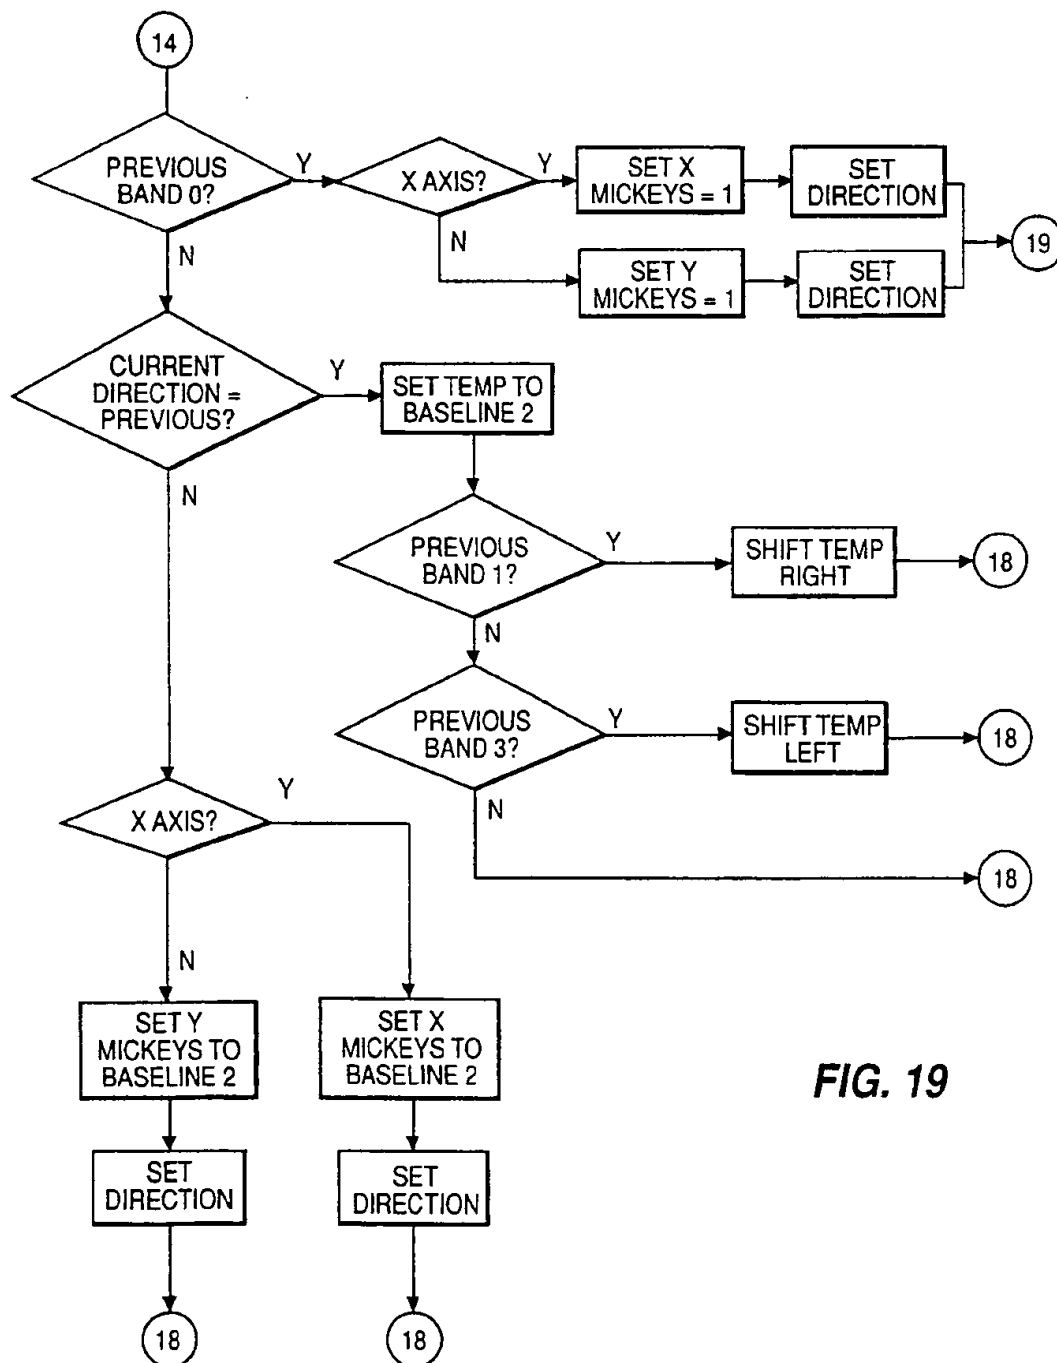 14
PREVIOUS
BAND 0?
Y
X AXIS?
Y
SET X
MICKEYS = 1
SET
DIRECTION
N
N
SET Y
MICKEYS = 1
SET
DIRECTION
19
CURRENT
DIRECTION =
PREVIOUS?
Y
SET TEMP TO
BASELINE 2
N
PREVIOUS
BAND 1?
Y
SHIFT TEMP
RIGHT
18
N
PREVIOUS
BAND 3?
Y
SHIFT TEMP
LEFT
18
N
18
X AXIS?
Y
N
SET Y
MICKEYS TO
BASELINE 2
SET X
MICKEYS TO
BASELINE 2
SET
DIRECTION
SET
DIRECTION
18
18
FIG. 19